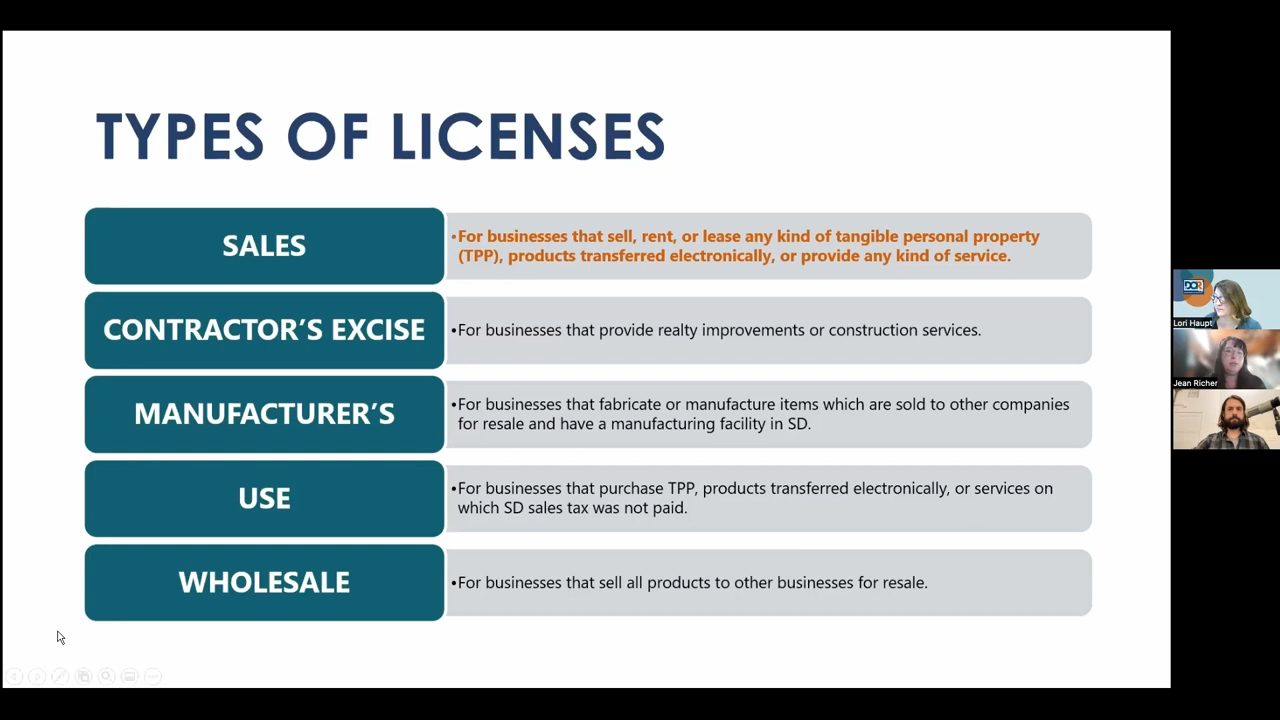 TYPES OF LICENSES
SALES
•For businesses that sell, rent, or lease any kind of tangible personal property
(TPP), products transferred electronically, or provide any kind of service.
CONTRACTOR’S EXCISE
•For businesses that provide realty improvements or construction services.
MANUFACTURER’S
•For businesses that fabricate or manufacture items which are sold to other companies
for resale and have a manufacturing facility in SD.
USE
•For businesses that purchase TPP, products transferred electronically, or services on
which SD sales tax was not paid.
WHOLESALE
•For businesses that sell all products to other businesses for resale.
DOR
Lori Haupt
Jean Richer